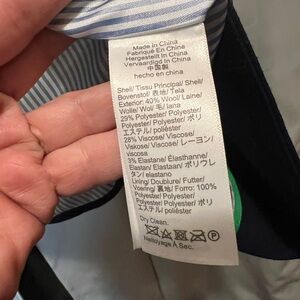 Made in China
Fabriqué En Chine
Hergestellt In China
Vervaardigd In China
中国製
hecho en china
Shell/ Tissu Principal/ Shell/
Bovenstof/ 表地/ Tela
Exterior: 40% Wool/ Laine/
Wolle/ Wol/ 毛/ lana
29% Polyester/ Polyester/
Polyester/ Polyester/ ポリ
エステル/ poliéster
28% Viscose/ Viscose/
Viskose/ Viscose/ レーヨン/
Viscosa
3% Elastane/ Élasthanne/
Elastan/ Elastaan/ ポリウレ
タン/ elastano
Lining/ Doublure/ Futter/
Voering/ 裏地/ Forro: 100%
Polyester/ Polyester/
Polyester/ Polyester/ ポリ
エステル/ poliéster
Dry Clean.
Nettoyage À Sec.